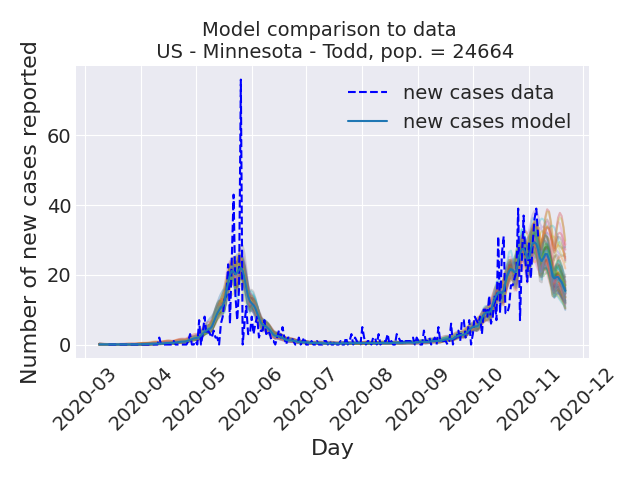 Model comparison to data
US - Minnesota - Todd, pop. = 24664
Number of new cases reported
60
40
20
0
new cases data
new cases model
2020-03
2020-04
2020-05
2020-06
2020-07
2020-08
2020-09
2020-10
2020-11
2020-12
Day